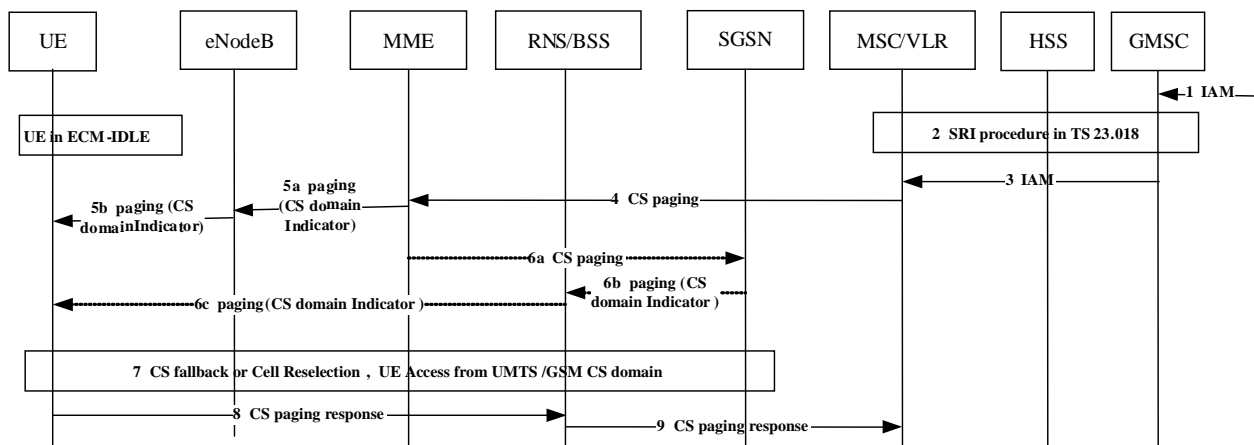 UE
eNodeB
MME
RNS/BSS
SGSN
MSC/VLR
HSS
GMSC
1 IAM
UE in ECM-IDLE
2 SRI procedure in TS 23.018
3 IAM
4 CS paging
5a paging
(CS domain
Indicator)
5b paging (CS
domainIndicator)
6a CS paging
6b paging (CS
domain Indicator )
6c paging (CS domain Indicator )
7 CS fallback or Cell Reselection , UE Access from UMTS /GSM CS domain
8 CS paging response
9 CS paging response